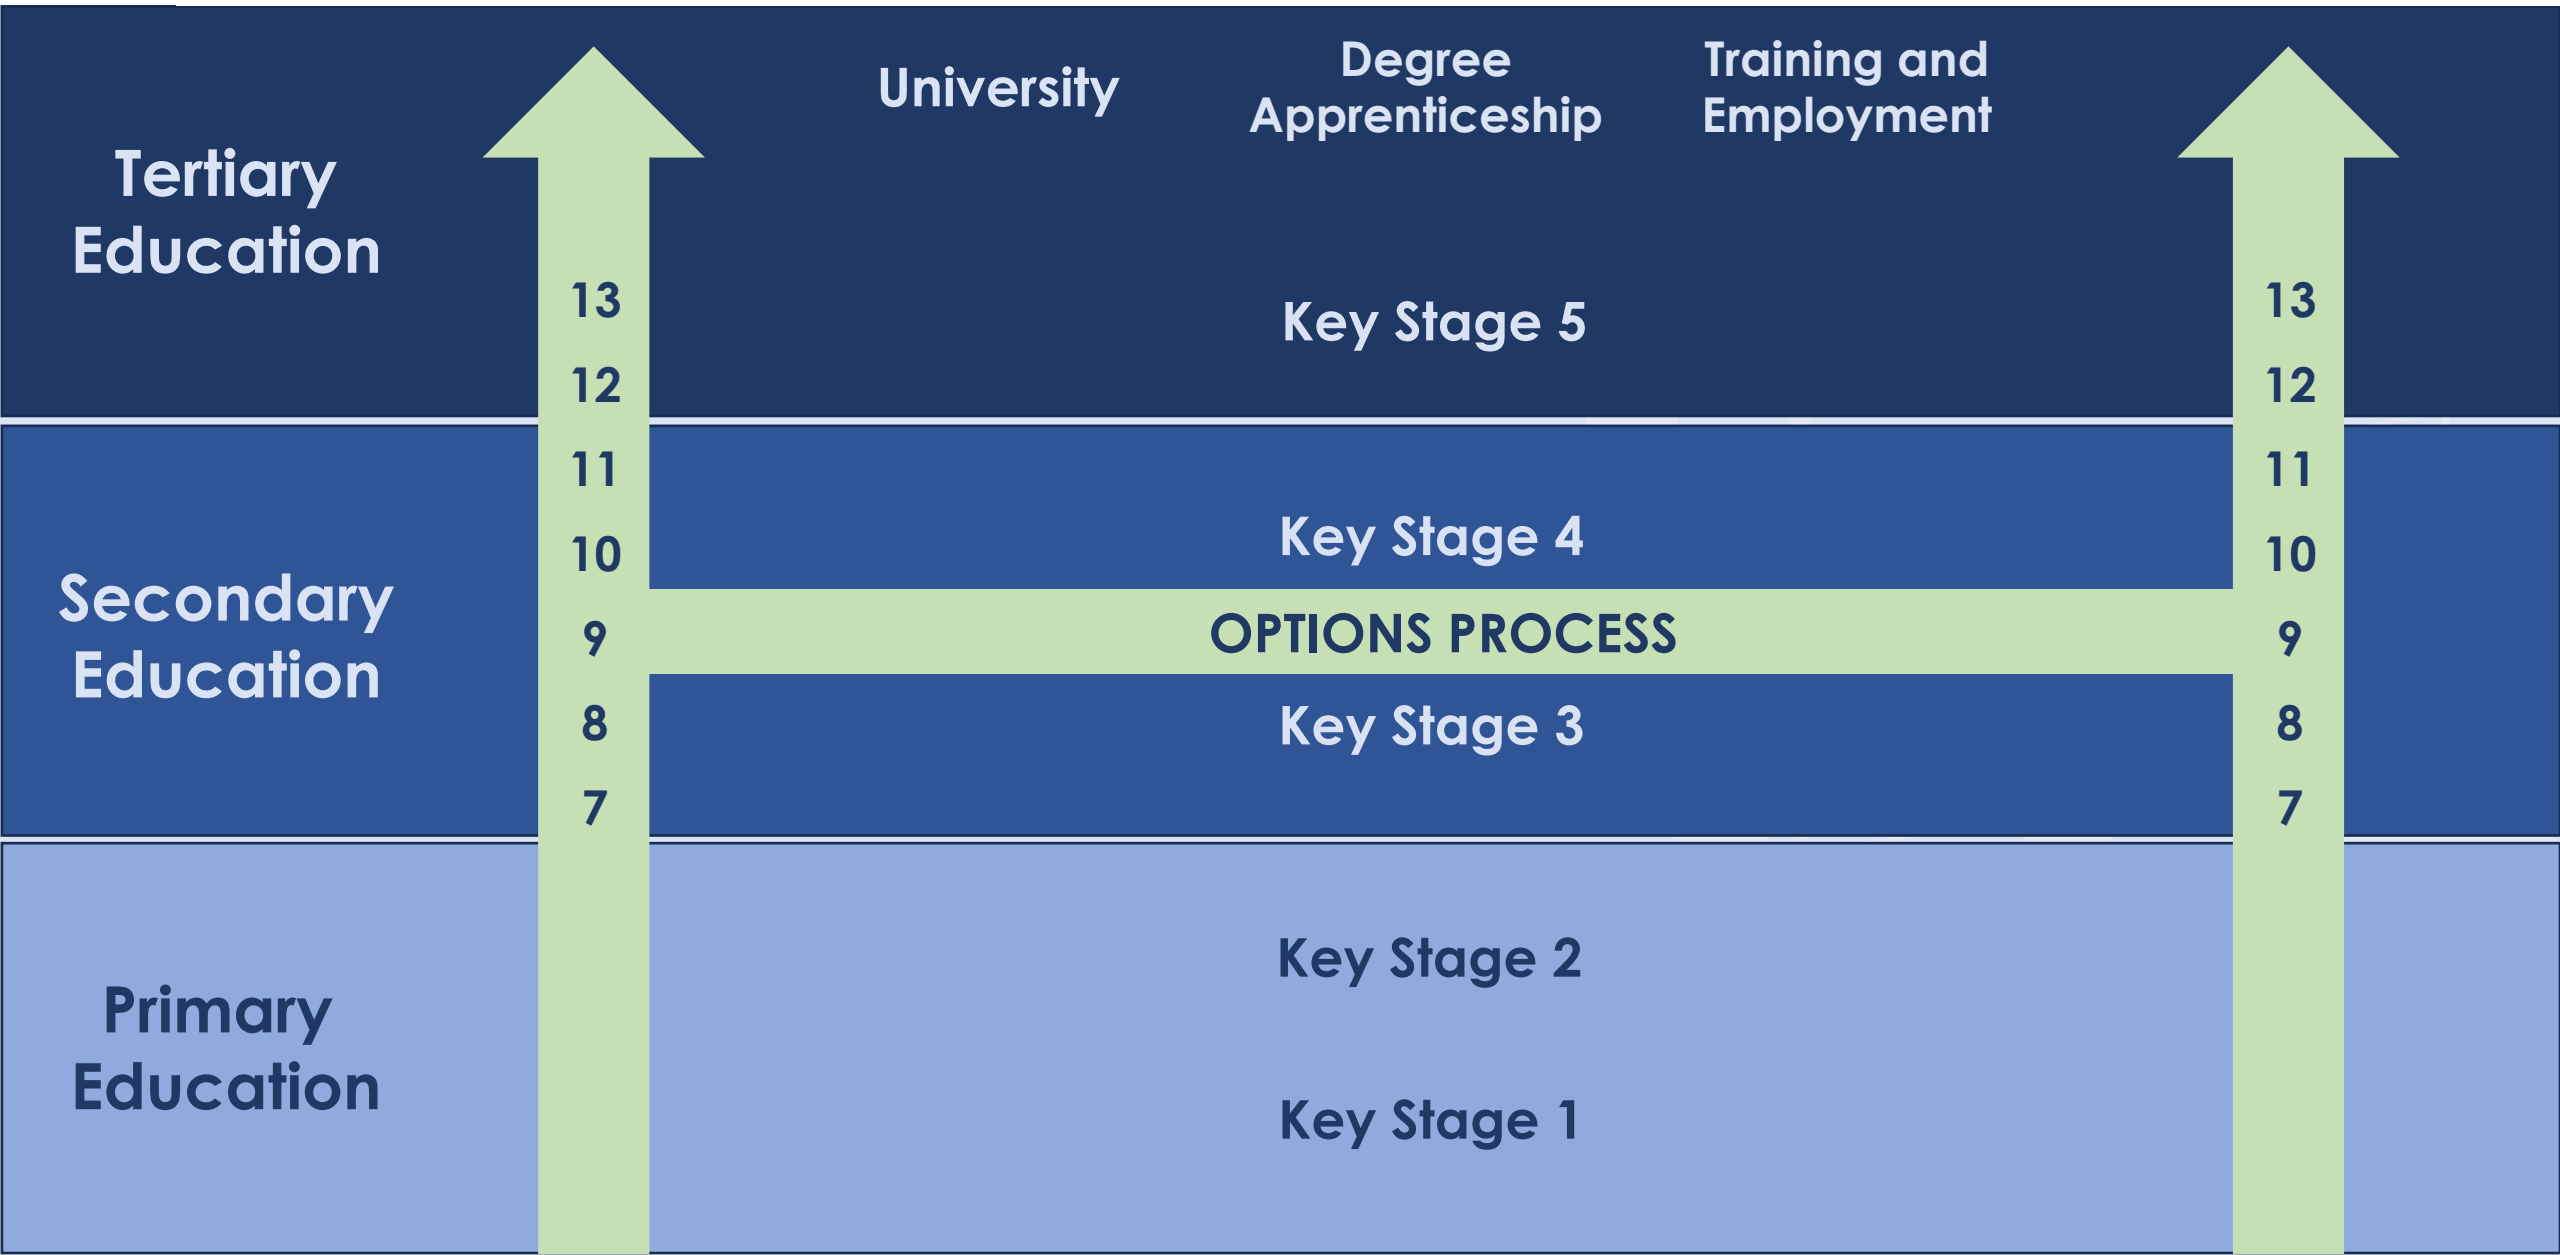 University
Degree
Apprenticeship
Training and
Employment
Tertiary
Education
13
Key Stage 5
13
12
12
11
11
Key Stage 4
10
10
Secondary
Education
9
OPTIONS PROCESS
9
8
Key Stage 3
8
7
7
Key Stage 2
Primary
Education
Key Stage 1